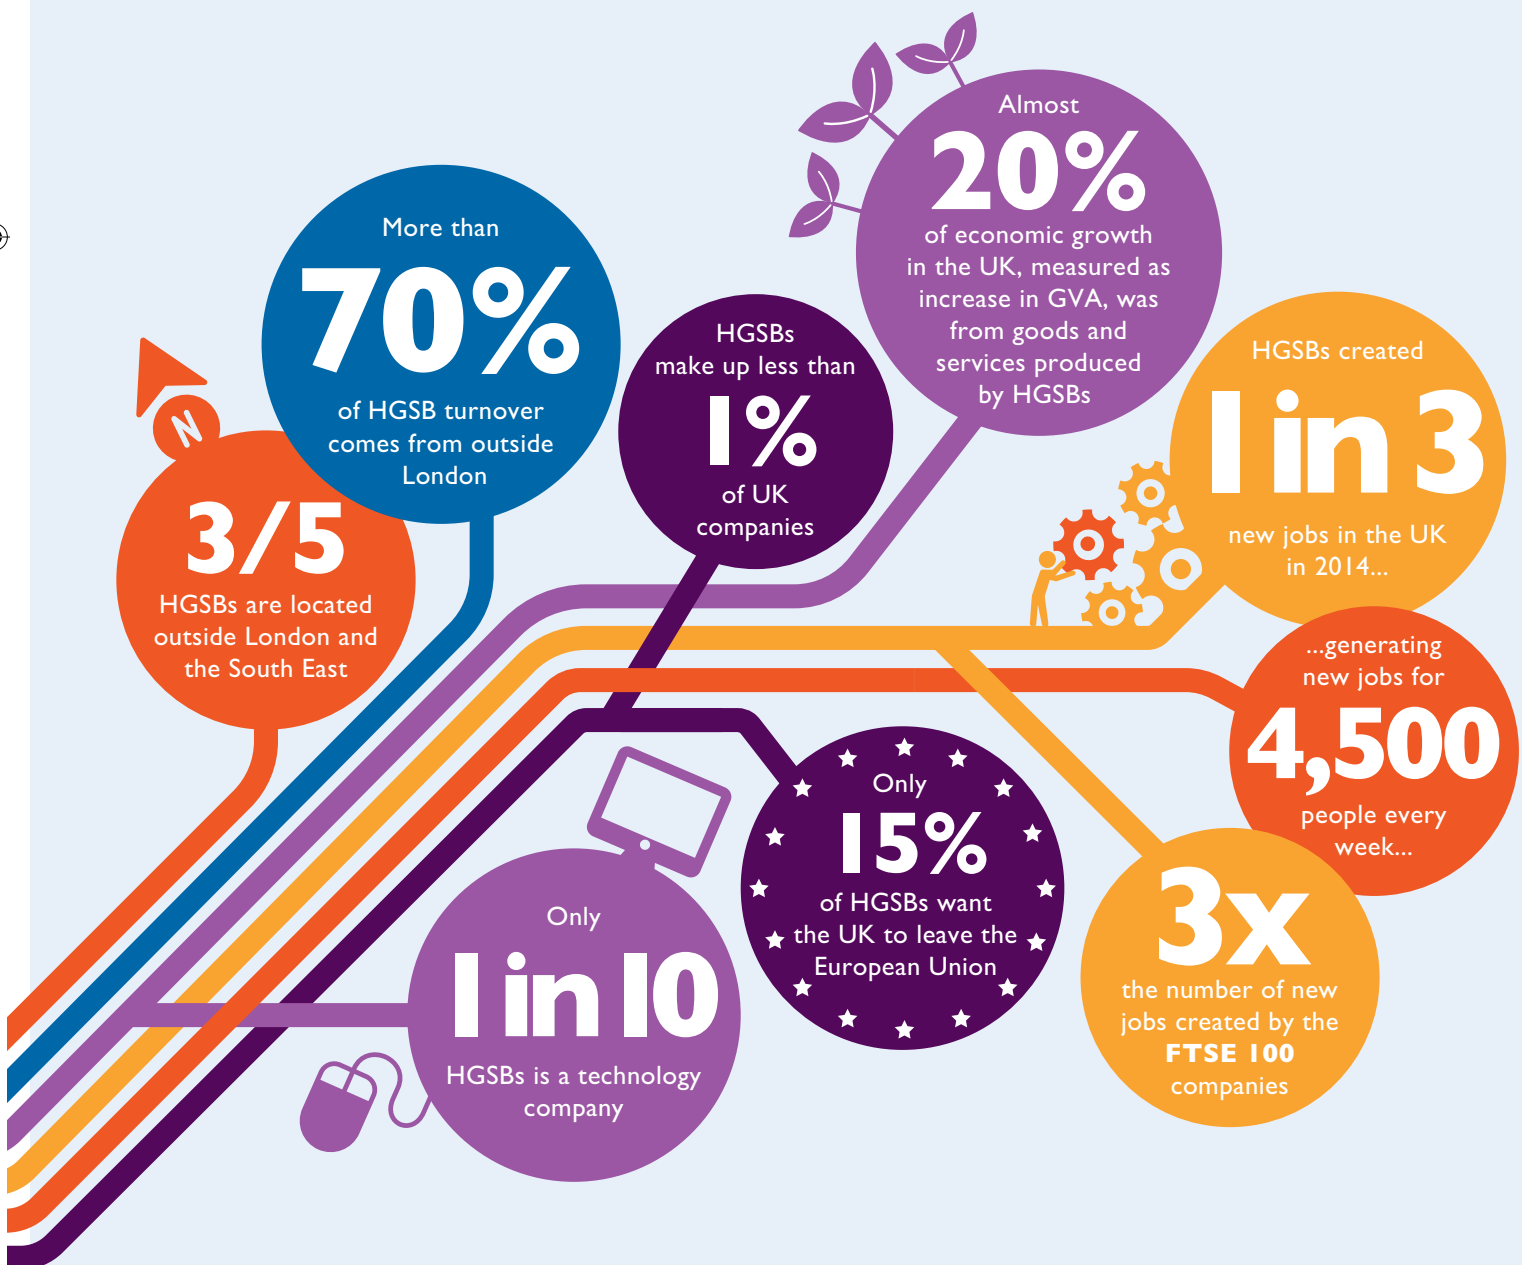 Almost
20%
of economic growth
in the UK, measured as
increase in GVA, was
from goods and
services produced
by HGSBs
More than
70%
of HGSB turnover
comes from outside
London
HGSBs
make up less than
1%
of UK
companies
HGSBs created
1 in 3
new jobs in the UK
in 2014...
N
3/5
HGSBs are located
outside London and
the South East
...generating
new jobs for
4,500
people every
week...
Only
15%
of HGSBs want
the UK to leave the
European Union
3x
the number of new
jobs created by the
FTSE 100
companies
Only
1 in 10
HGSBs is a technology
company